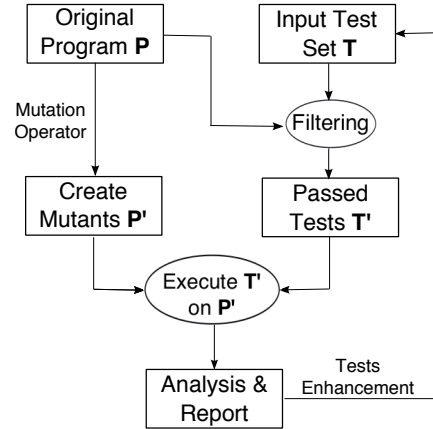 Original
Program P
Input Test
Set T
Mutation
Operator
Filtering
Create
Mutants P'
Passed
Tests T'
Execute T'
on P'
Analysis &
Report
Tests
Enhancement